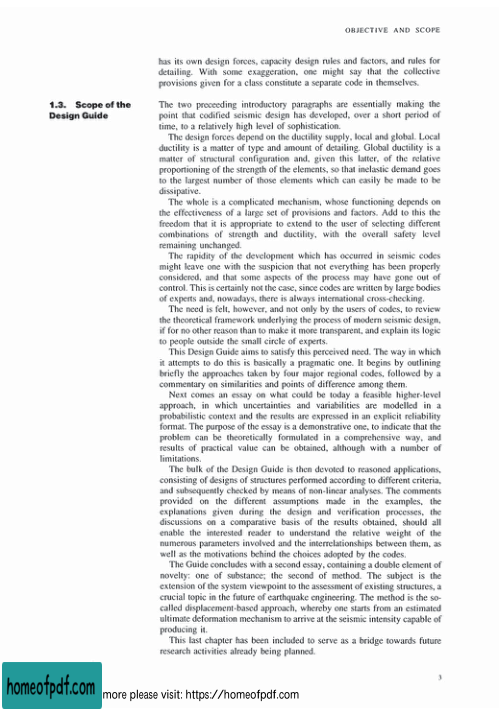 OBJECTIVE AND SCOPE
has its own design forces, capacity design rules and factors, and rules for
detailing. With some exaggeration, one might say that the collective
provisions given for a class constitute a separate code in themselves.
1.3. Scope of the
Design Guide
The two preceeding introductory paragraphs are essentially making the
point that codified seismic design has developed, over a short period of
time, to a relatively high level of sophistication.
The design forces depend on the ductility supply, local and global. Local
ductility is a matter of type and amount of detailing. Global ductility is a
matter of structural configuration and, given this latter, of the relative
proportioning of the strength of the elements, so that inelastic demand goes
to the largest number of those elements which can easily be made to be
dissipative.
The whole is a complicated mechanism, whose functioning depends on
the effectiveness of a large set of provisions and factors. Add to this the
freedom that it is appropriate to extend to the user of selecting different
combinations of strength and ductility, with the overall safety level
remaining unchanged.
The rapidity of the development which has occurred in seismic codes
might leave one with the suspicion that not everything has been properly
considered, and that some aspects of the process may have gone out of
control. This is certainly not the case, since codes are written by large bodies
of experts and, nowadays, there is always international cross-checking.
The need is felt, however, and not only by the users of codes, to review
the theoretical framework underlying the process of modern seismic design,
if for no other reason than to make it more transparent, and explain its logic
to people outside the small circle of experts.
This Design Guide aims to satisfy this perceived need. The way in which
it attempts to do this is basically a pragmatic one. It begins by outlining
briefly the approaches taken by four major regional codes, followed by a
commentary on similarities and points of difference among them.
Next comes an essay on what could be today a feasible higher-level
approach, in which uncertainties and variabilities are modelled in a
probabilistic context and the results are expressed in an explicit reliability
format. The purpose of the essay is a demonstrative one, to indicate that the
problem can be theoretically formulated in a comprehensive way, and
results of practical value can be obtained, although with a number of
limitations.
The bulk of the Design Guide is then devoted to reasoned applications,
consisting of designs of structures performed according to different criteria,
and subsequently checked by means of non-linear analyses. The comments
provided on the different assumptions made in the examples, the
explanations given during the design and verification processes, the
discussions on a comparative basis of the results obtained, should all
enable the interested reader to understand the relative weight of the
numerous parameters involved and the interrelationships between them, as
well as the motivations behind the choices adopted by the codes.
The Guide concludes with a second essay, containing a double element of
novelty: one of substance; the second of method. The subject is the
extension of the system viewpoint to the assessment of existing structures, a
crucial topic in the future of earthquake engineering. The method is the so-
called displacement-based approach, whereby one starts from an estimated
ultimate deformation mechanism to arrive at the seismic intensity capable of
producing it.
This last chapter has been included to serve as a bridge towards future
research activities already being planned.
3
homeofpdf.com
more please visit: https://homeofpdf.com